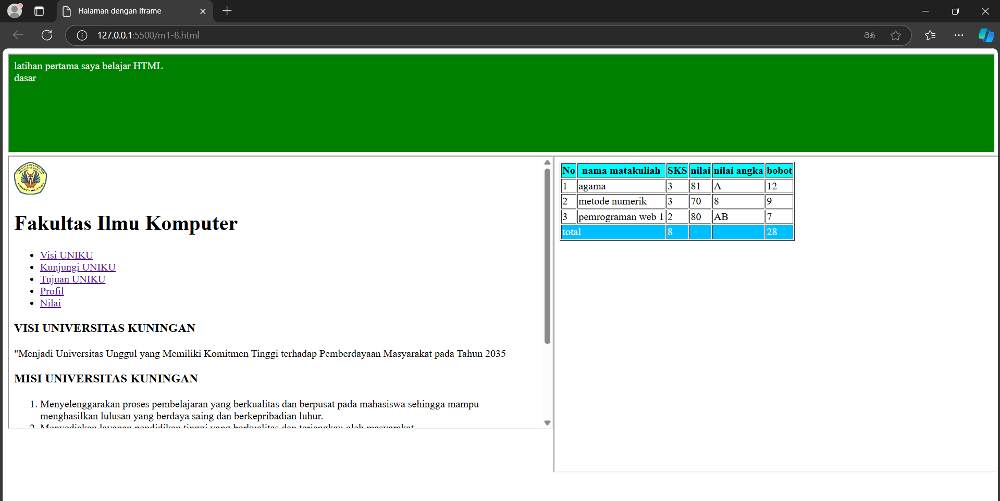 Halaman dengan Iframe
127.0.0.1:5500/m1-8.html
latihan pertama saya belajar HTML
dasar
Fakultas Ilmu Komputer
Visi UNIKU
Kunjungi UNIKU
Tujuan UNIKU
Profil
Nilai
VISI UNIVERSITAS KUNINGAN
"Menjadi Universitas Unggul yang Memiliki Komitmen Tinggi terhadap Pemberdayaan Masyarakat pada Tahun 2035
MISI UNIVERSITAS KUNINGAN
1. Menyelenggarakan proses pembelajaran yang berkualitas dan berpusat pada mahasiswa sehingga mampu
menghasilkan lulusan yang berdaya saing dan berkepribadian luhur.
2. Menyediakan layanan pendidikan tinggi yang berkualitas dan terjangkau oleh masyarakat
No nama matakuliah SKS nilai nilai angka bobot
1 agama 3 81 A 12
2 metode numerik 3 70 8 9
3 pemrograman web 1 2 80 AB 7
total 8 28